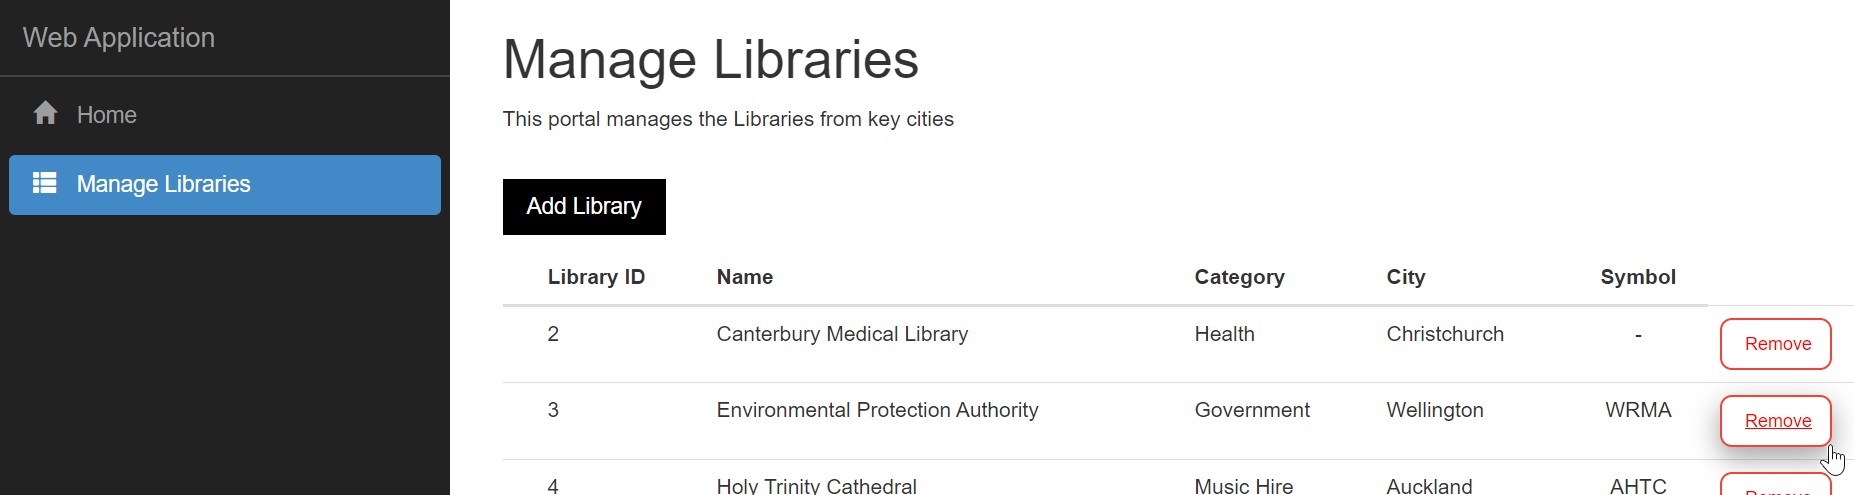 Web Application
Home
Manage Libraries
Manage Libraries
This portal manages the Libraries from key cities
Add Library
Library ID Name Category City Symbol
2 Canterbury Medical Library Health Christchurch - Remove
3 Environmental Protection Authority Government Wellington WRMA Remove
4 Holy Trinity Cathedral Music Hire Auckland AHTC Remove